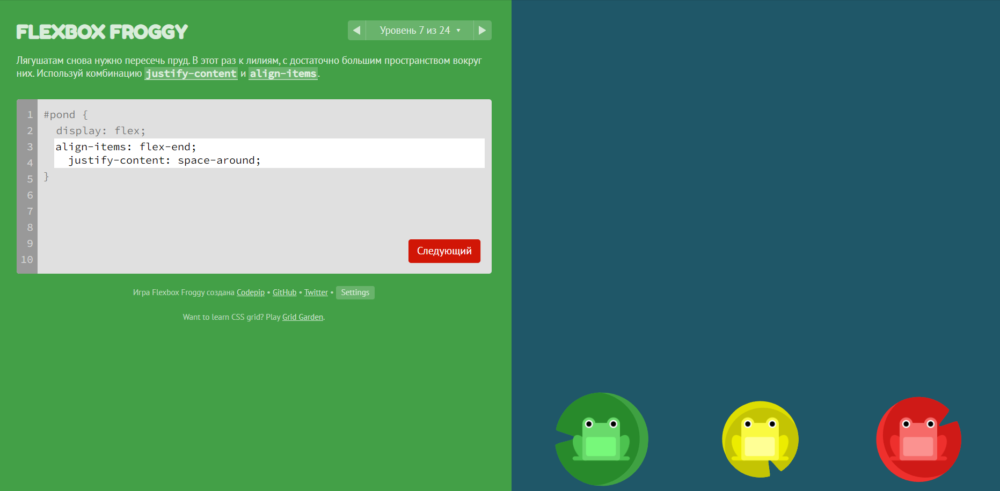 FLEXBOX FROGGY
Уровень 7 из 24
Лягушатам снова нужно пересечь пруд. В этот раз к лилиям, с достаточно большим пространством вокруг
них. Используй комбинацию justify-content и align-items.
1 #pond {
2 display: flex;
3 align-items: flex-end;
4 justify-content: space-around;
5 }
6
7
8
9
10
Следующий
Игра Flexbox Froggy создана Codepip • GitHub • Twitter • Settings
Want to learn CSS grid? Play Grid Garden.